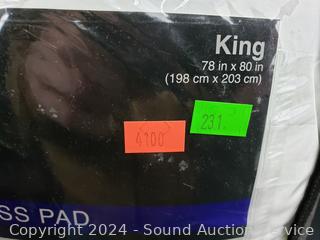 King
78 in x 80 in
(198 cm x 203 cm)
4100
231
SS PAD
Copyright 2024 - Sound Auction Service